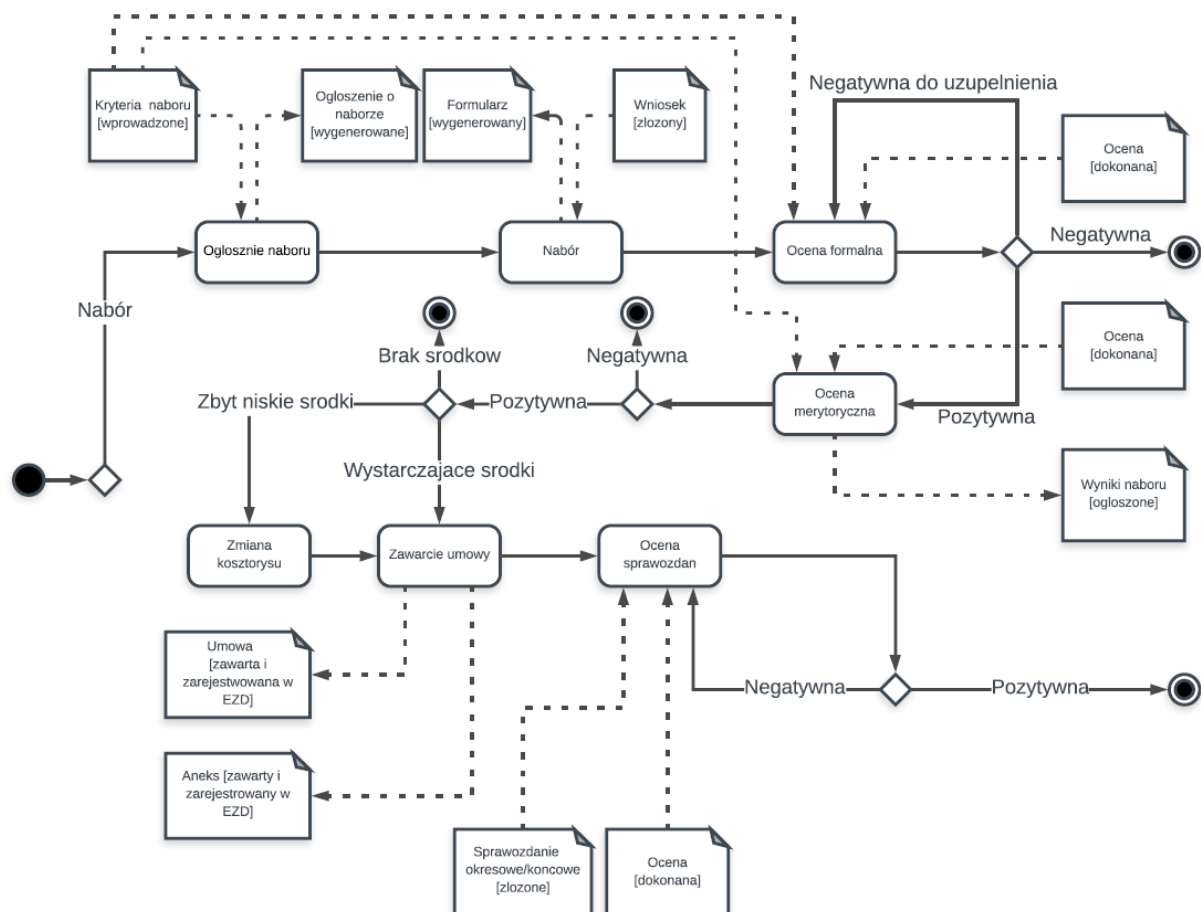 Negatywna do uzupelnienia
Kryteria naboru
[wprowadzone]
Ogloszenie o
naborze
[wygenerowane]
Formularz
[wygenerowany]
Wniosek
[zlozony]
Ocena
[dokonana]
Oglosznie naboru
Nabór
Ocena formalna
Negatywna
Nabór
Brak srodkow
Negatywna
Ocena
[dokonana]
Zbyt niskie srodki
Pozytywna
Ocena
merytoryczna
Pozytywna
Wystarczajace srodki
Wyniki naboru
[ogloszone]
Zmiana
kosztorysu
Zawarcie umowy
Ocena
sprawozdan
Umowa
[zawarta i
zarejestwowana w
EZD]
Negatywna
Pozytywna
Aneks [zawarty i
zarejestrowany w
EZD]
Sprawozdanie
okresowe/koncowe
[zlozone]
Ocena
[dokonana]